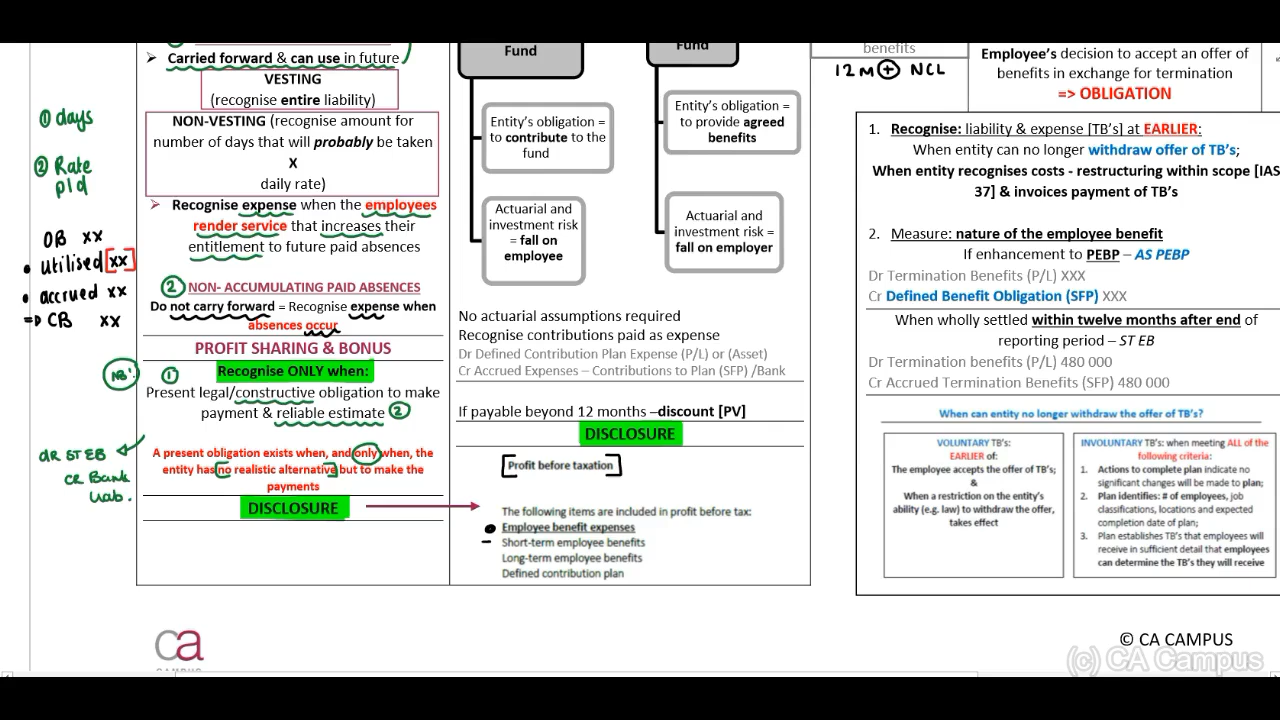 ➢ Carried forward & can use in future
VESTING
(recognise entire liability)
NON-VESTING (recognise amount for
number of days that will probably be taken
X
daily rate)
➢ Recognise expense when the employees
render service that increases their
entitlement to future paid absences
② NON- ACCUMULATING PAID ABSENCES
Do not carry forward = Recognise expense when
absences occur
PROFIT SHARING & BONUS
① Recognise ONLY when:
Present legal/constructive obligation to make
payment & reliable estimate ②
A present obligation exists when, and only when, the
entity has [no realistic alternative] but to make the
payments
DISCLOSURE
① days
② Rate
p/d
OB XX
• utilised [XX]
• accrued XX
=> CB XX
NB!
dR ST EB
CR Bank
Liab.
Fund
Entity's obligation =
to contribute to the
fund
Actuarial and
investment risk
= fall on
employee
Fund
Entity's obligation =
to provide agreed
benefits
Actuarial and
investment risk =
fall on employer
No actuarial assumptions required
Recognise contributions paid as expense
Dr Defined Contribution Plan Expense (P/L) or (Asset)
Cr Accrued Expenses – Contributions to Plan (SFP) /Bank
If payable beyond 12 months –discount [PV]
DISCLOSURE
[Profit before taxation]
The following items are included in profit before tax:
• Employee benefit expenses
– Short-term employee benefits
Long-term employee benefits
Defined contribution plan
benefits
12M ⊕ NCL
Employee's decision to accept an offer of
benefits in exchange for termination
=> OBLIGATION
1. Recognise: liability & expense [TB's] at EARLIER:
When entity can no longer withdraw offer of TB's;
When entity recognises costs - restructuring within scope [IAS
37] & invoices payment of TB's
2. Measure: nature of the employee benefit
If enhancement to PEBP – AS PEBP
Dr Termination Benefits (P/L) XXX
Cr Defined Benefit Obligation (SFP) XXX
When wholly settled within twelve months after end of
reporting period – ST EB
Dr Termination benefits (P/L) 480 000
Cr Accrued Termination Benefits (SFP) 480 000
When can entity no longer withdraw the offer of TB's?
VOLUNTARY TB's:
EARLIER of:
The employee accepts the offer of TB's;
&
When a restriction on the entity's
ability (e.g. law) to withdraw the offer,
takes effect
INVOLUNTARY TB's: when meeting ALL of the
following criteria:
1. Actions to complete plan indicate no
significant changes will be made to plan;
2. Plan identifies: # of employees, job
classifications, locations and expected
completion date of plan;
3. Plan establishes TB's that employees will
receive in sufficient detail that employees
can determine the TB's they will receive
ca
© CA CAMPUS
(c) CA Campus